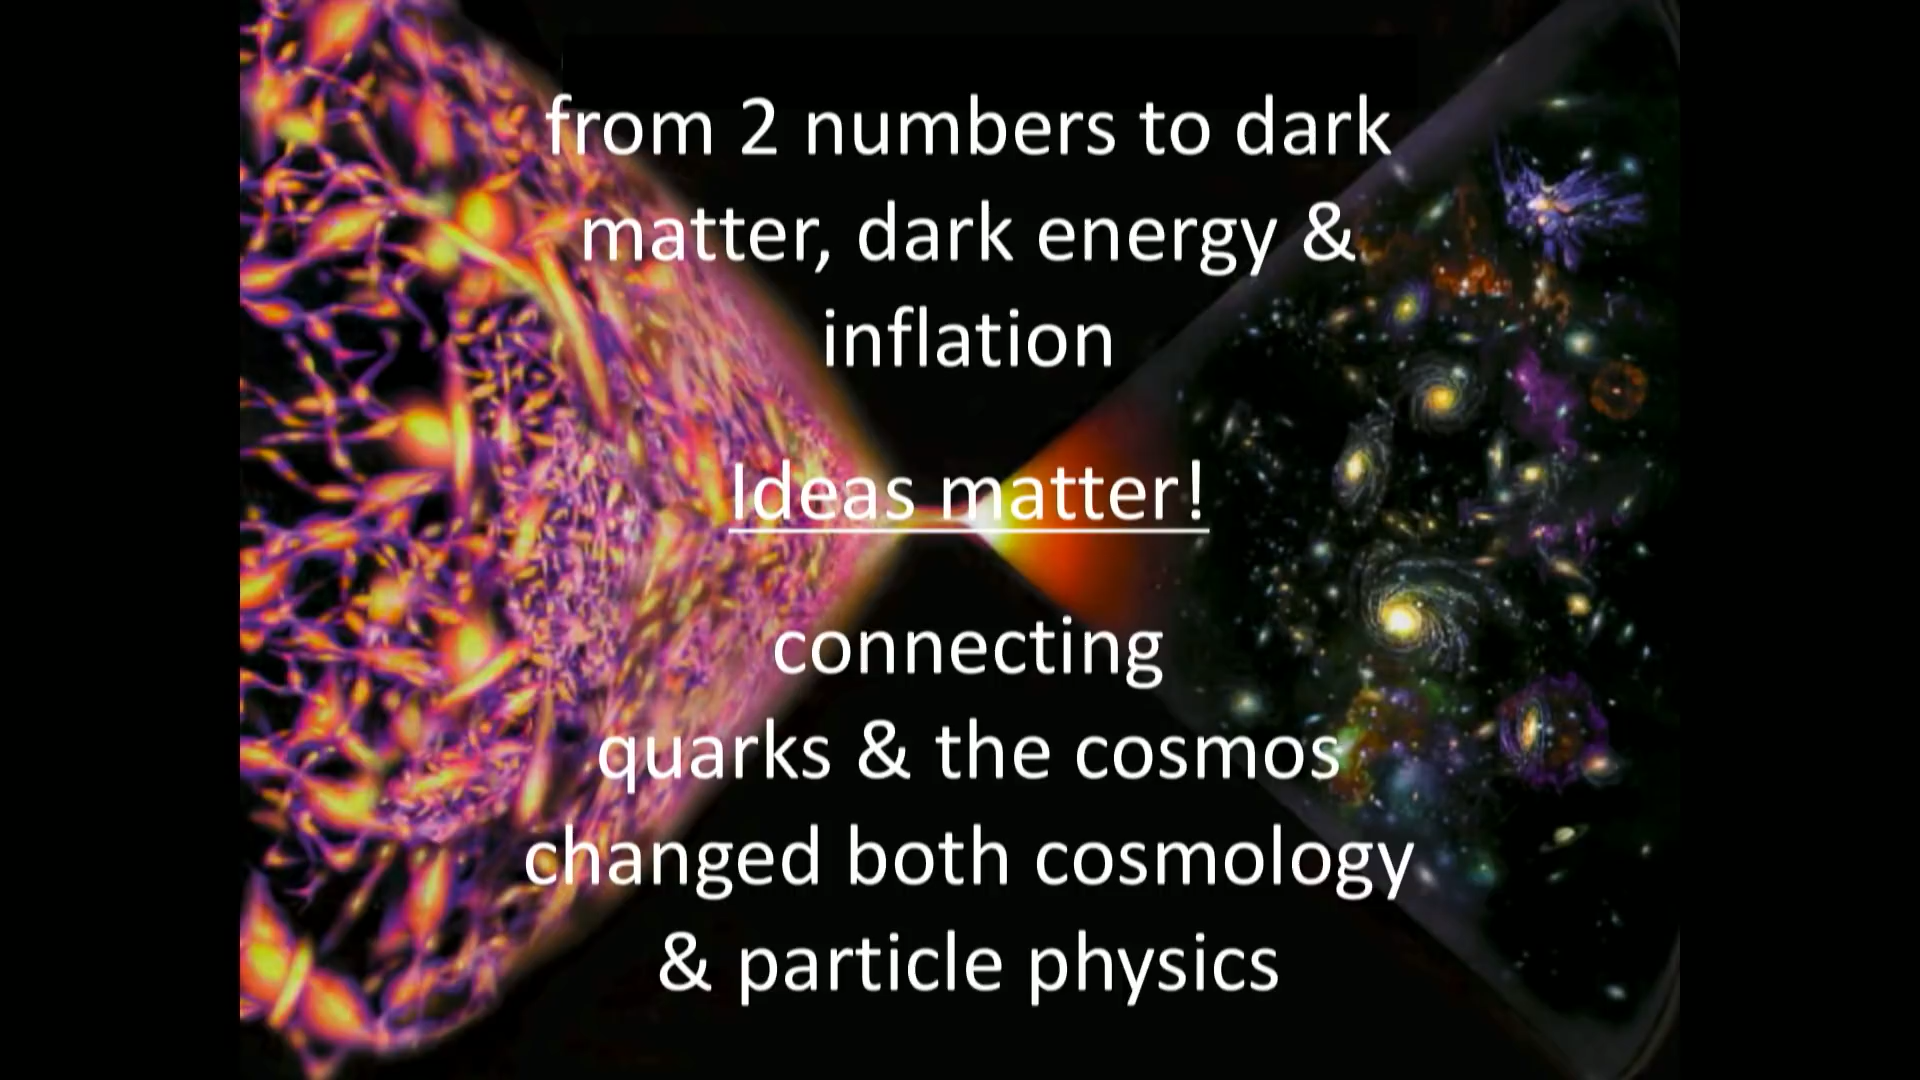 from 2 numbers to dark
matter, dark energy &
inflation
Ideas matter!
connecting
quarks & the cosmos
changed both cosmology
& particle physics